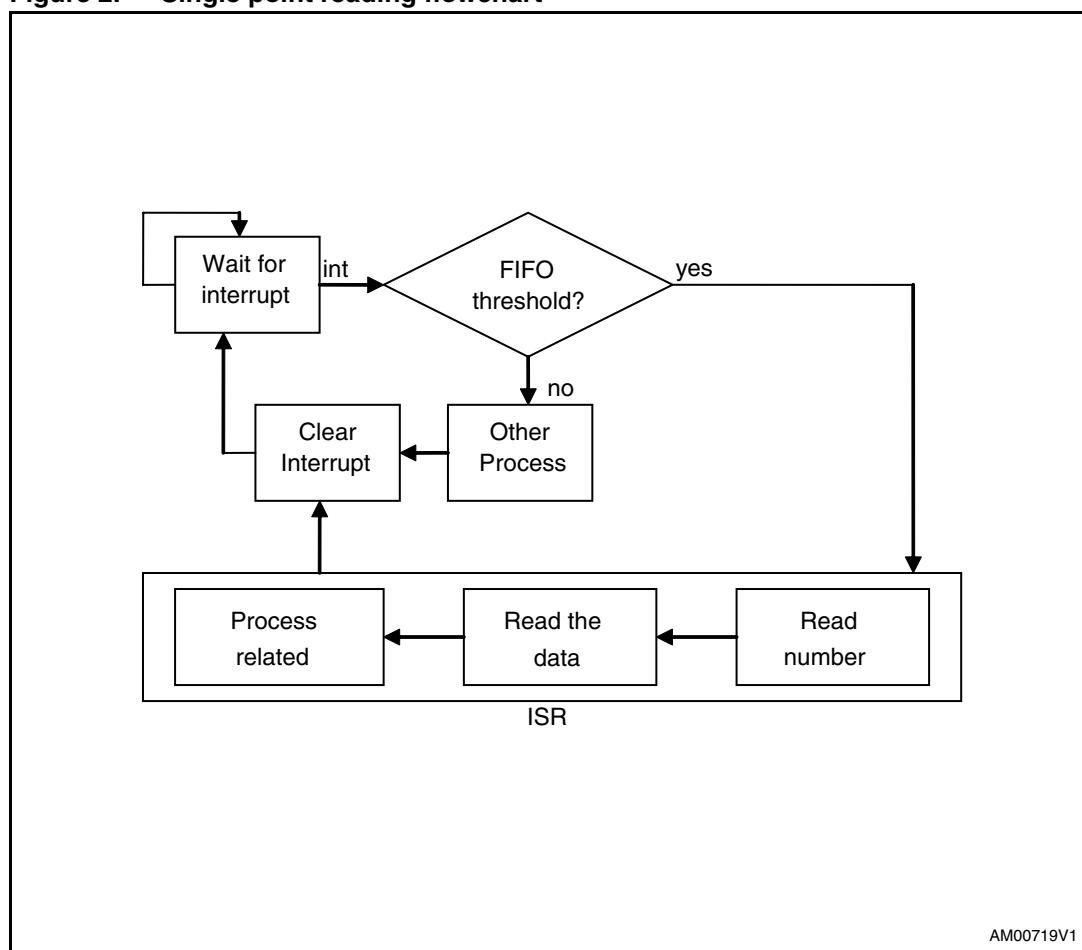 Figure 2. Single point reading flowchart
Wait for
interrupt
int
FIFO
threshold?
yes
no
Clear
Interrupt
Other
Process
Process
related
Read the
data
Read
number
ISR
AM00719V1